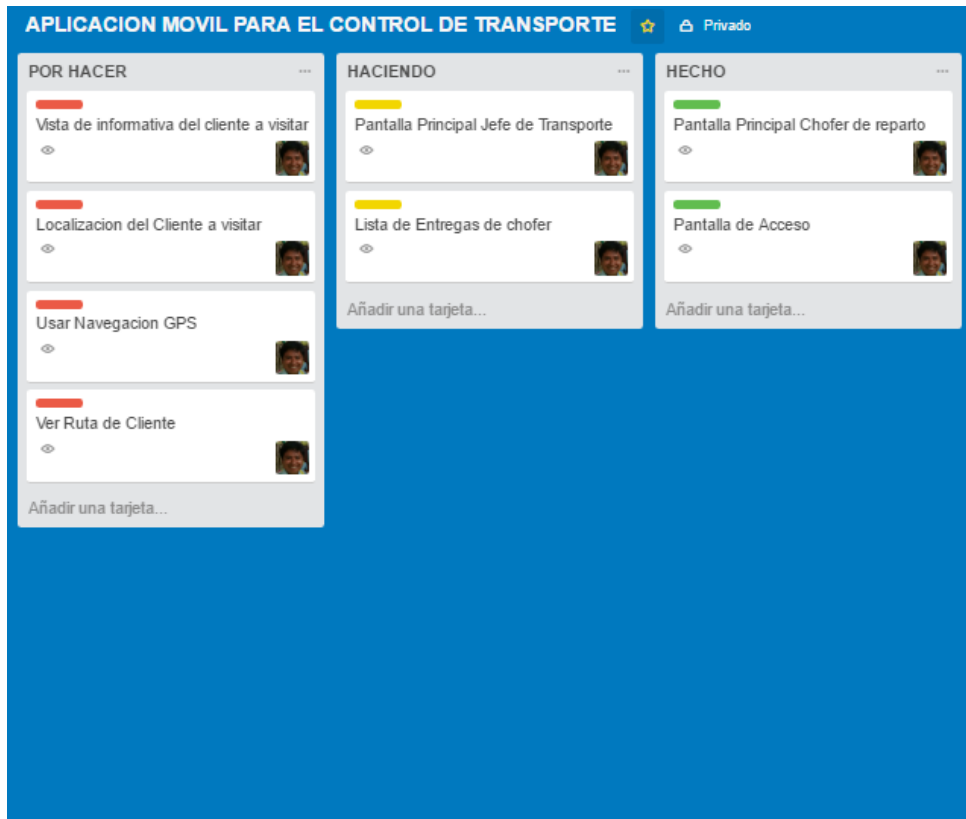 APLICACION MOVIL PARA EL CONTROL DE TRANSPORTE Privado
POR HACER
Vista de informativa del cliente a visitar
Localizacion del Cliente a visitar
Usar Navegacion GPS
Ver Ruta de Cliente
Añadir una tarjeta...
HACIENDO
Pantalla Principal Jefe de Transporte
Lista de Entregas de chofer
Añadir una tarjeta...
HECHO
Pantalla Principal Chofer de reparto
Pantalla de Acceso
Añadir una tarjeta...